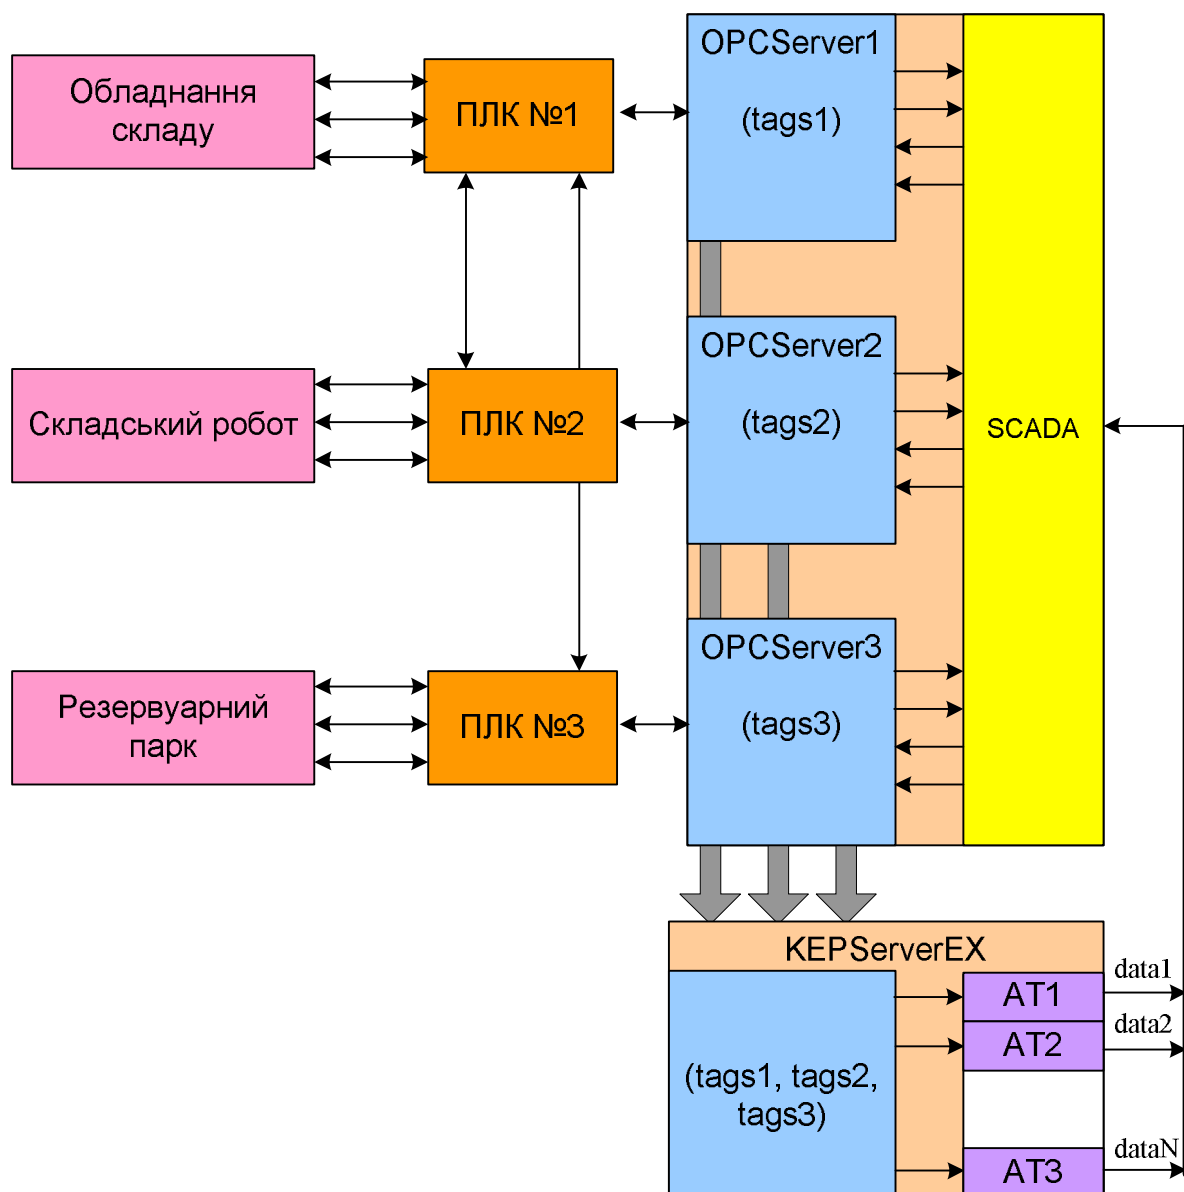 Обладнання
складу
ПЛК №1
OPCServer1
(tags1)
Складський робот
ПЛК №2
OPCServer2
(tags2)
SCADA
Резервуарний
парк
ПЛК №3
OPCServer3
(tags3)
KEPServerEX
(tags1, tags2,
tags3)
AT1
data1
AT2
data2
AT3
dataN